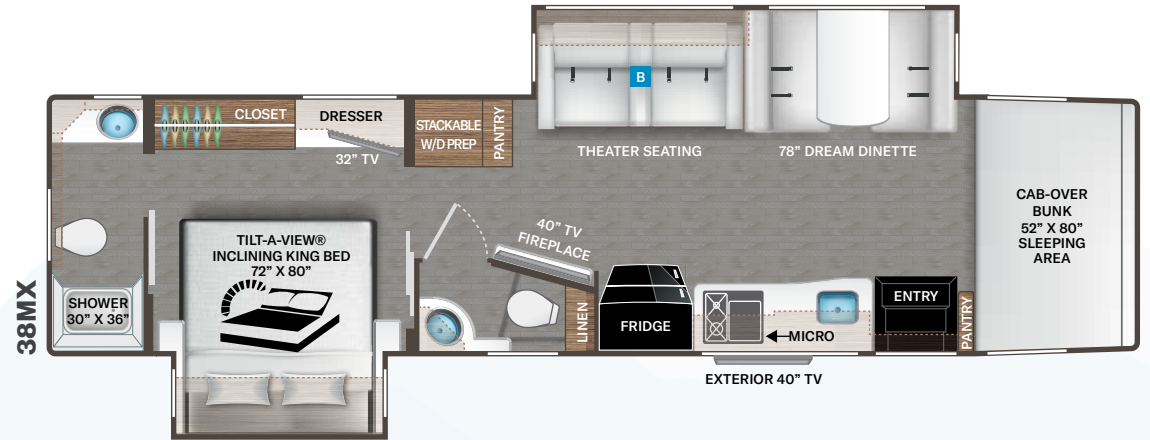 38MX
CLOSET
DRESSER
32” TV
STACKABLE
W/D PREP
PANTRY
B
THEATER SEATING
78” DREAM DINETTE
CAB-OVER
BUNK
52” X 80”
SLEEPING
AREA
TILT-A-VIEW®
INCLINING KING BED
72” X 80”
SHOWER
30” X 36”
40” TV
FIREPLACE
LINEN
FRIDGE
MICRO
ENTRY
PANTRY
EXTERIOR 40” TV